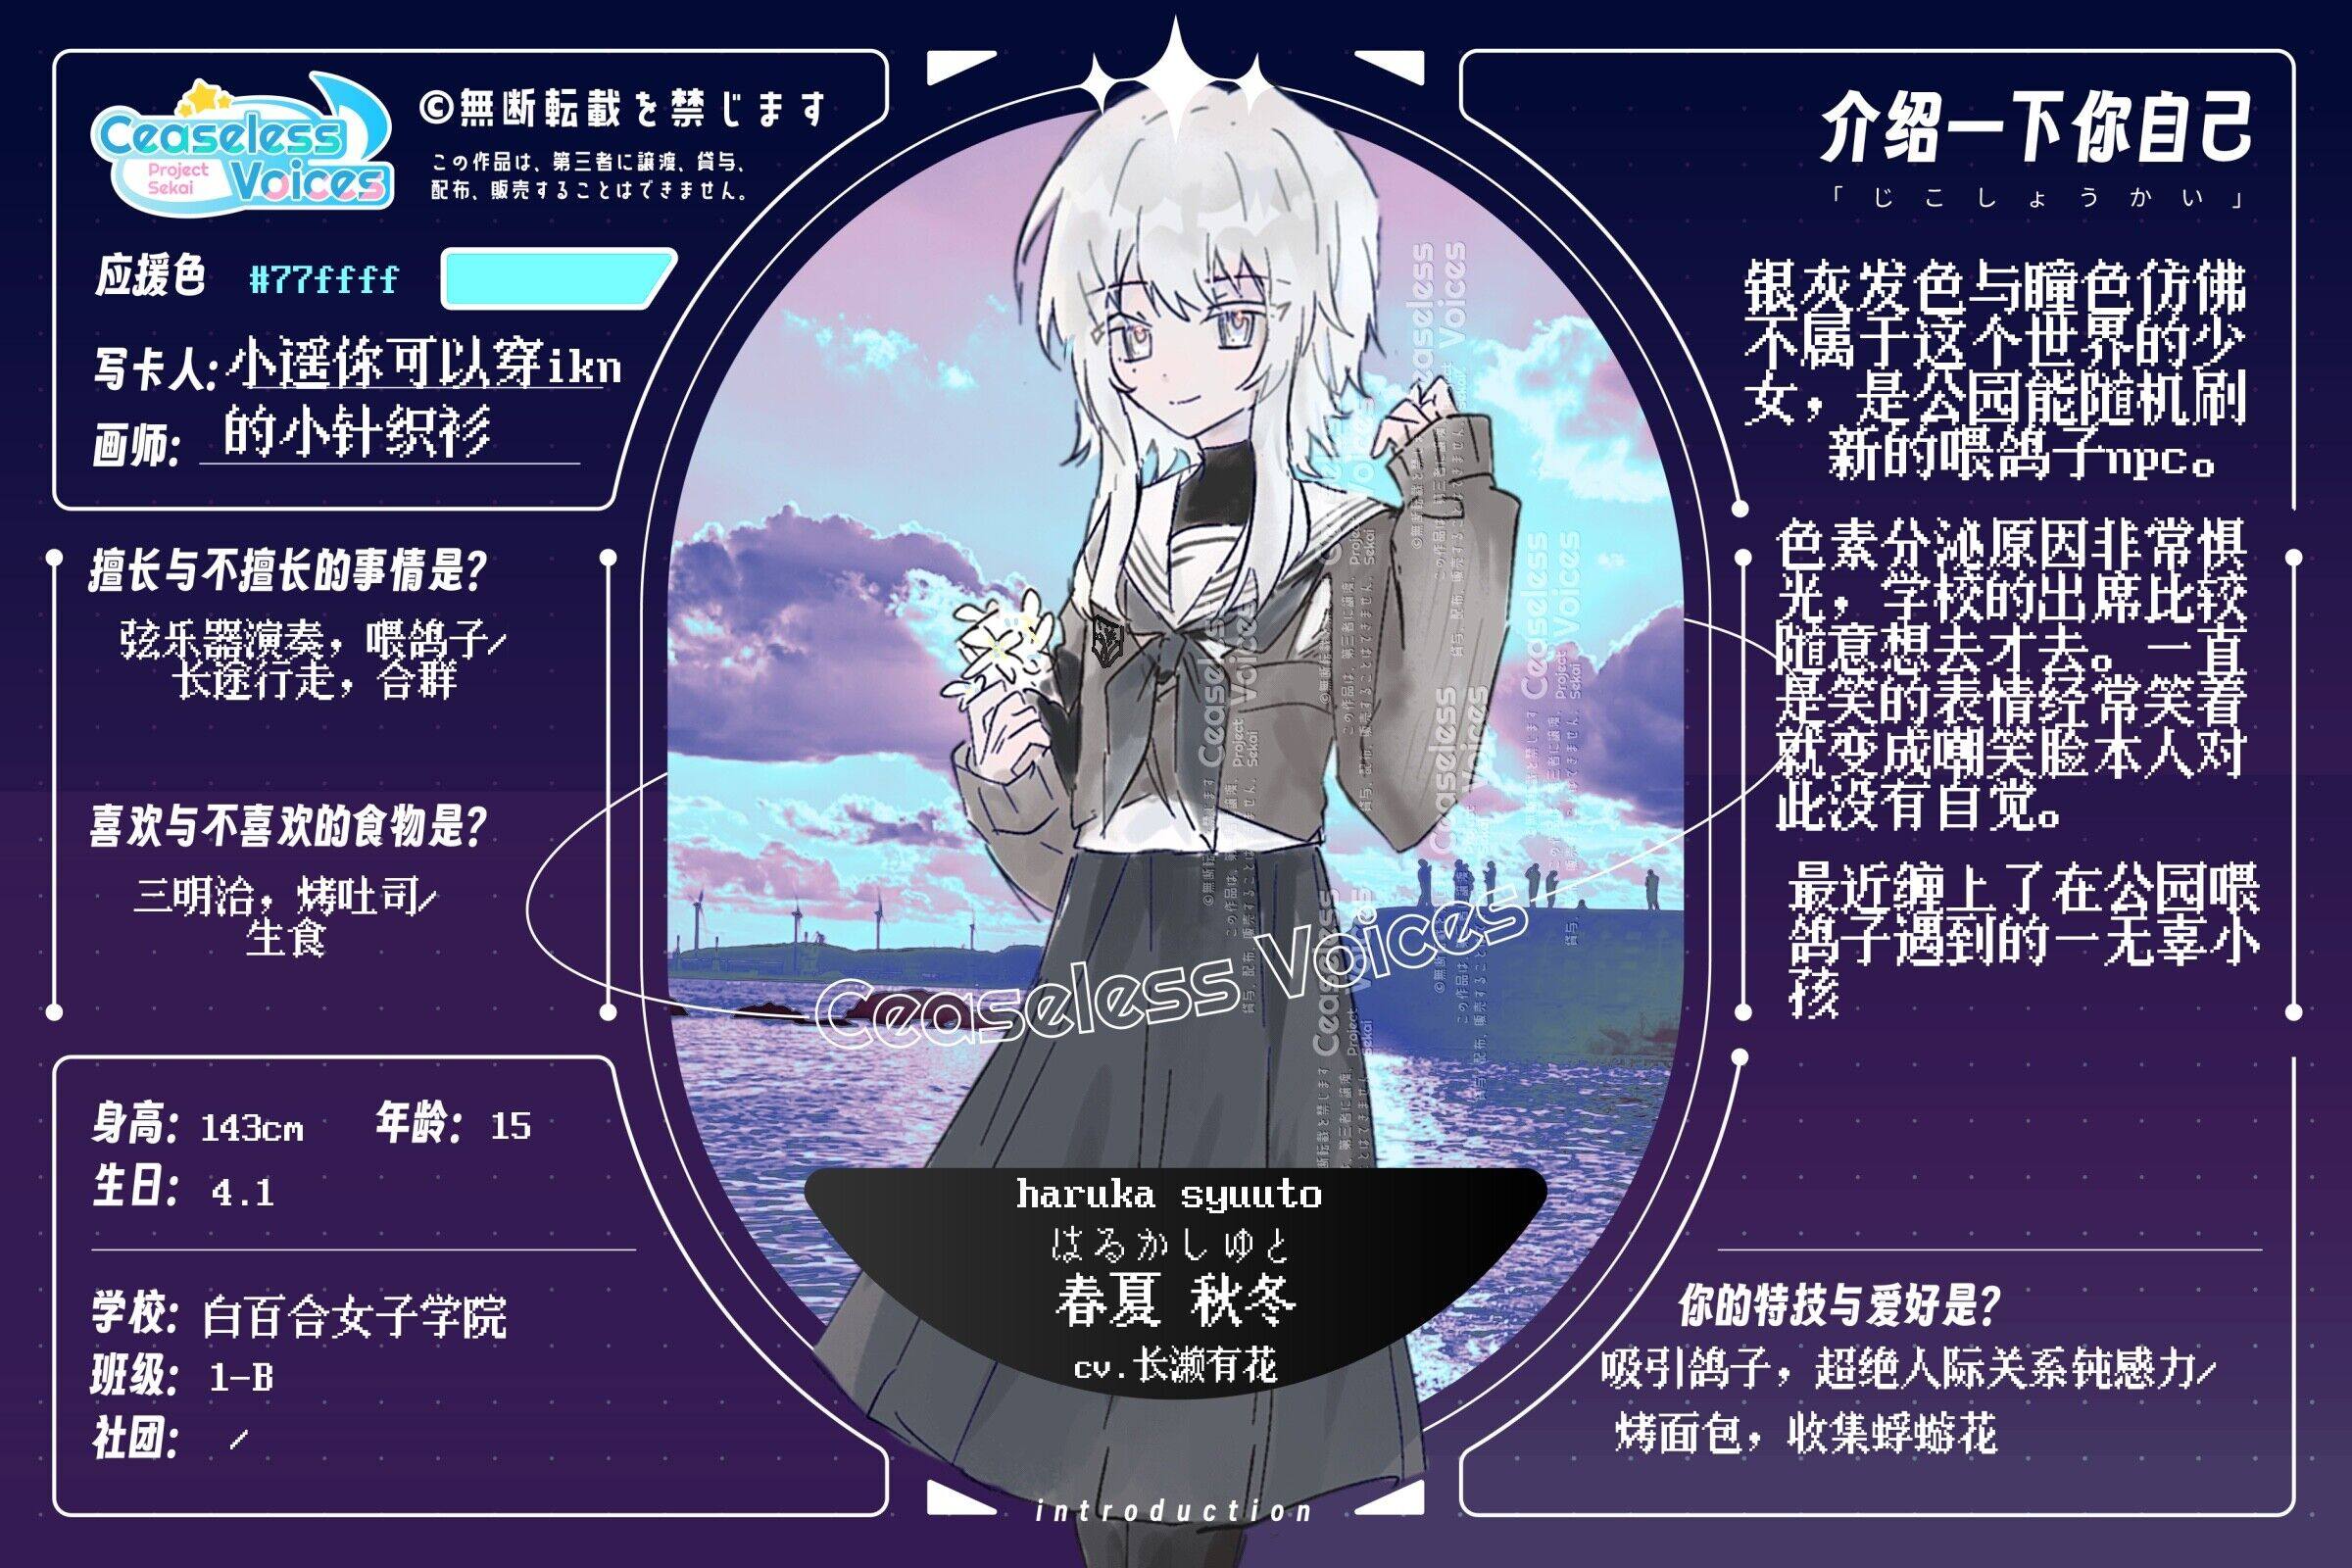 Ceaseless
Project
Sekai
Voices
©無断転載を禁じます
この作品は、第三者に譲渡、貸与、
配布、販売することはできません。
应援色 #77ffff
写卡人:小遥你可以穿ikn
的小针织衫
画师:
擅长与不擅长的事情是?
弦乐器演奏，喂鸽子/
长途行走，合群
喜欢与不喜欢的食物是?
三明治，烤吐司/
生食
身高: 143cm 年龄: 15
生日: 4.1
学校: 白百合女子学院
班级: 1-B
社团: /
Ceaseless Voices
haruka syuuto
はるかしゆと
春夏 秋冬
cv.长濑有花
introduction
介绍一下你自己
「じこしょうかい」
银灰发色与瞳色仿佛
不属于这个世界的少
女，是公园能随机刷
新的喂鸽子npc。
色素分泌原因非常惧
光，学校的出席比较
随意想去才去。一直
是笑的表情经常笑着
就变成嘲笑脸本人对
此没有自觉。
最近缠上了在公园喂
鸽子遇到的一无辜小
孩
你的特技与爱好是?
吸引鸽子，超绝人际关系钝感力/
烤面包，收集蜉蝣花